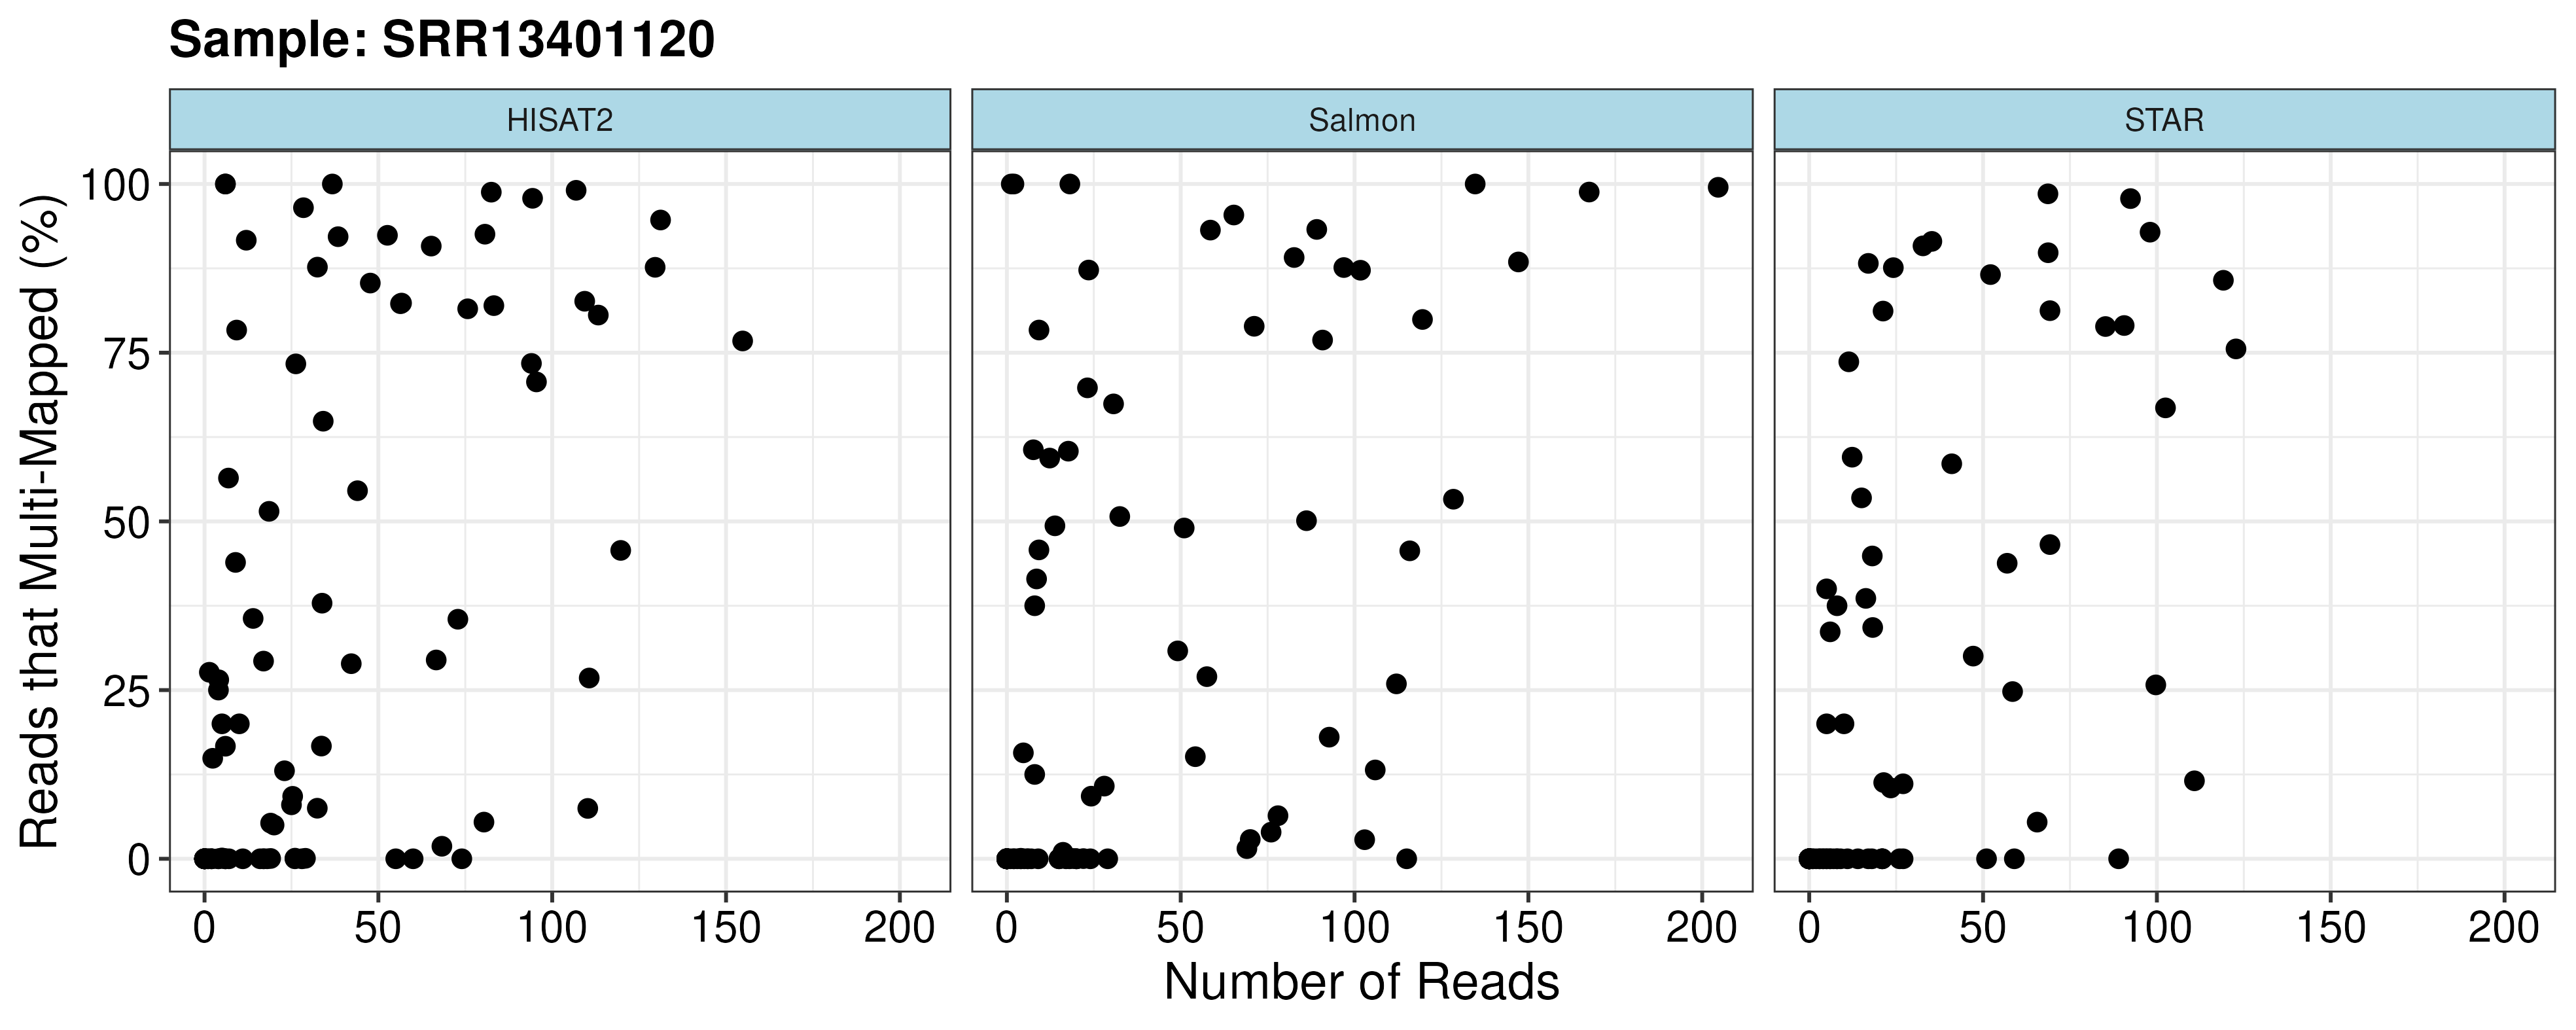 Sample: SRR13401120
HISAT2
Salmon
STAR
Reads that Multi-Mapped (%)
100
75
50
25
0
0 50 100 150 200
0 50 100 150 200
0 50 100 150 200
Number of Reads